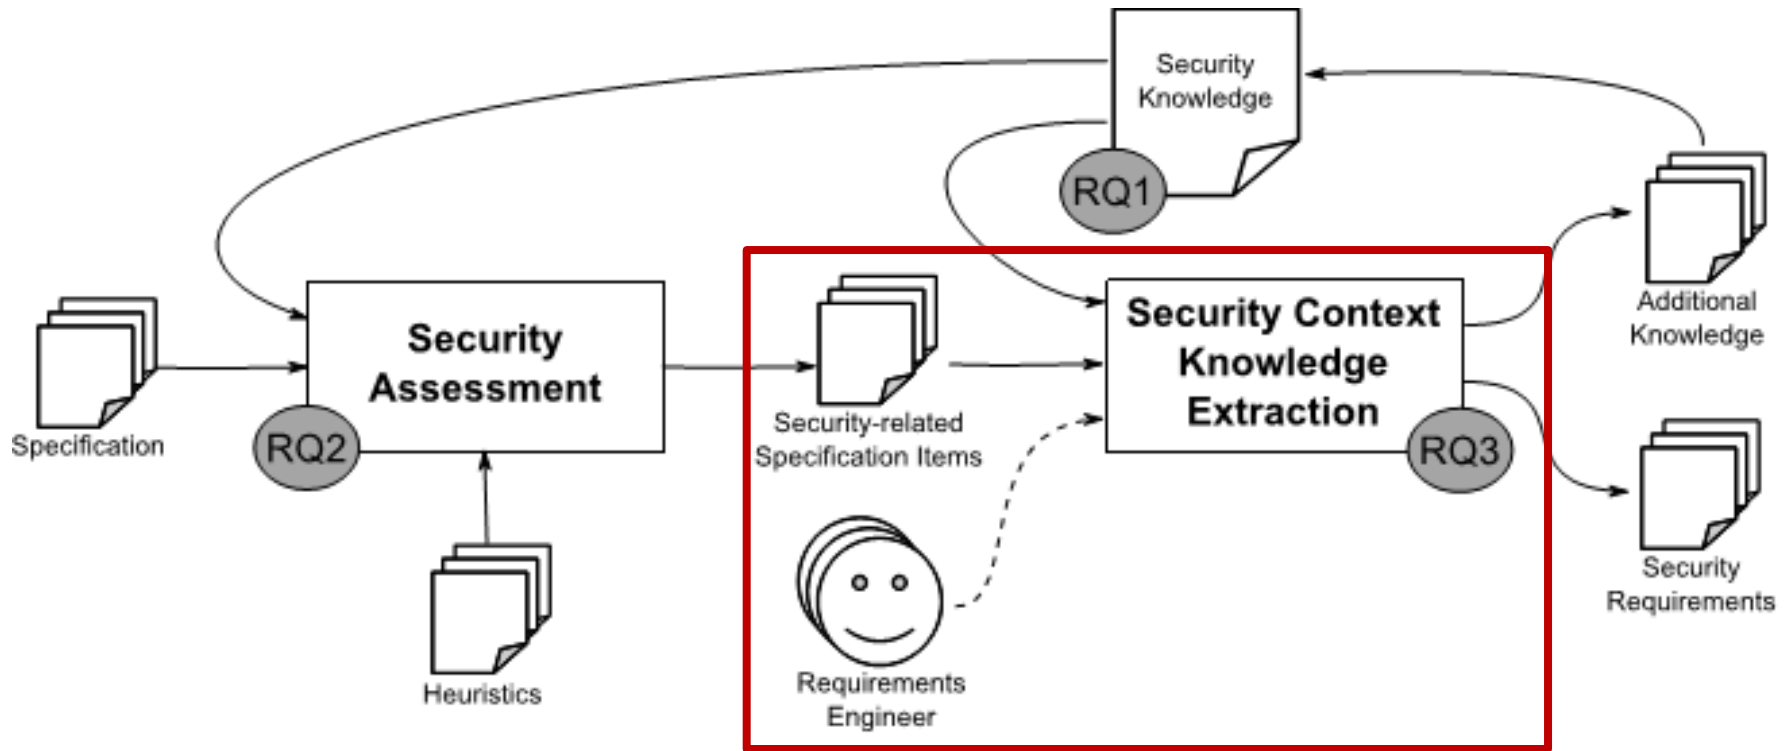 Security
Knowledge
RQ1
Specification
Security
Assessment
RQ2
Heuristics
Security-related
Specification Items
Requirements
Engineer
Security Context
Knowledge
Extraction
RQ3
Additional
Knowledge
Security
Requirements